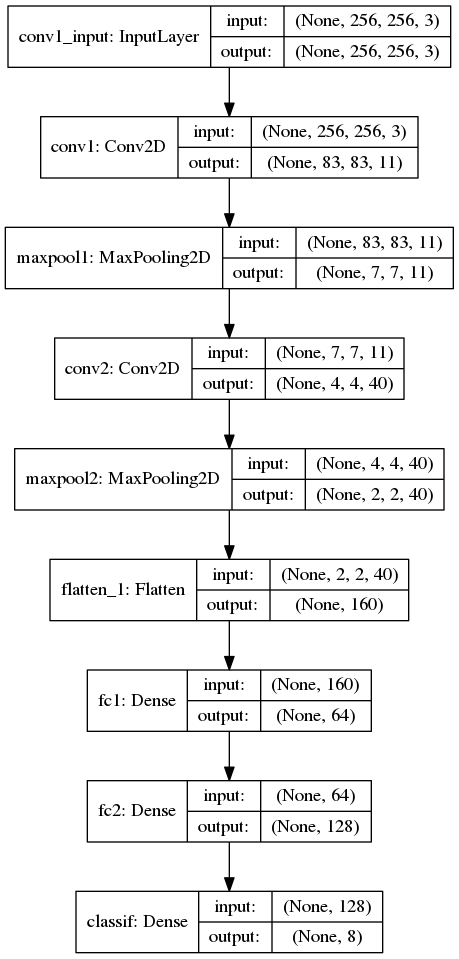 conv1_input: InputLayer
input: (None, 256, 256, 3)
output: (None, 256, 256, 3)
conv1: Conv2D
input: (None, 256, 256, 3)
output: (None, 83, 83, 11)
maxpool1: MaxPooling2D
input: (None, 83, 83, 11)
output: (None, 7, 7, 11)
conv2: Conv2D
input: (None, 7, 7, 11)
output: (None, 4, 4, 40)
maxpool2: MaxPooling2D
input: (None, 4, 4, 40)
output: (None, 2, 2, 40)
flatten_1: Flatten
input: (None, 2, 2, 40)
output: (None, 160)
fc1: Dense
input: (None, 160)
output: (None, 64)
fc2: Dense
input: (None, 64)
output: (None, 128)
classif: Dense
input: (None, 128)
output: (None, 8)